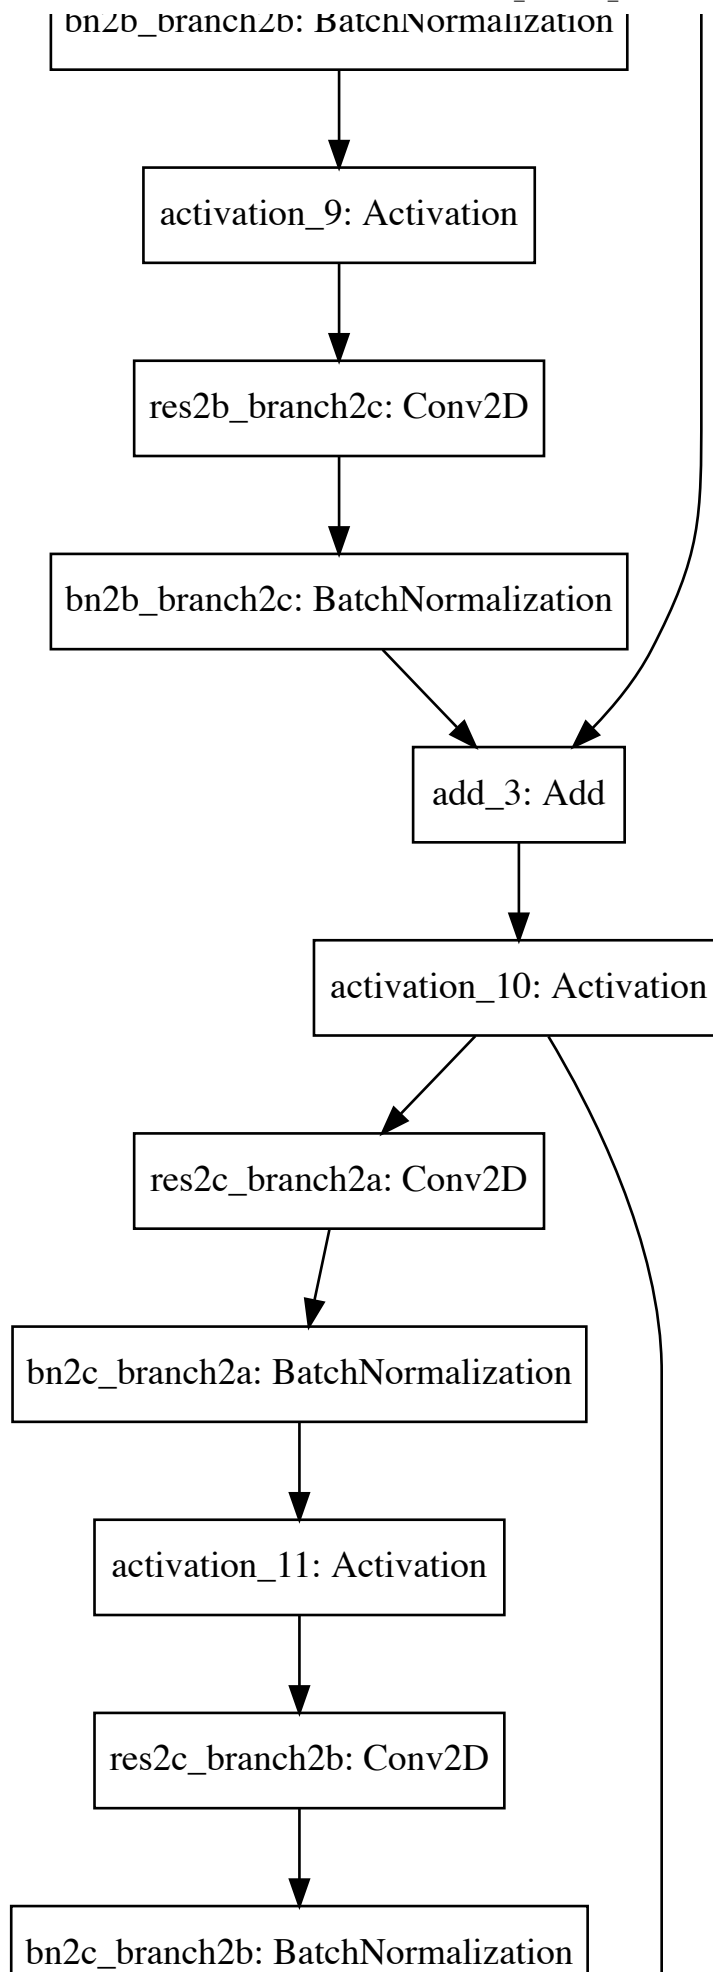 bn2b_branch2b: BatchNormalization
activation_9: Activation
res2b_branch2c: Conv2D
bn2b_branch2c: BatchNormalization
add_3: Add
activation_10: Activation
res2c_branch2a: Conv2D
bn2c_branch2a: BatchNormalization
activation_11: Activation
res2c_branch2b: Conv2D
bn2c_branch2b: BatchNormalization